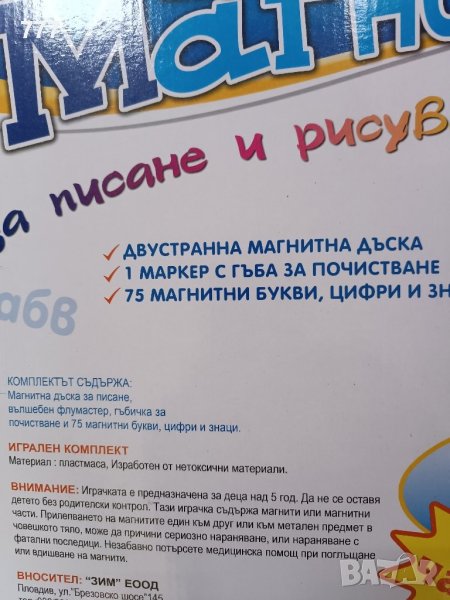 Магни
за писане и рисув
✓ ДВУСТРАННА МАГНИТНА ДЪСКА
✓ 1 МАРКЕР С ГЪБА ЗА ПОЧИСТВАНЕ
✓ 75 МАГНИТНИ БУКВИ, ЦИФРИ И ЗН
абв
КОМПЛЕКТЪТ СЪДЪРЖА:
Магнитна дъска за писане,
вълшебен флумастер, гъбичка за
почистване и 75 магнитни букви, цифри и знаци.
ИГРАЛЕН КОМПЛЕКТ
Материал : пластмаса, Изработен от нетоксични материали.
ВНИМАНИЕ: Играчката е предназначена за деца над 5 год. Да не се оставя
детето без родителски контрол. Тази играчка съдържа магнити или магнитни
части. Прилепването на магнитите един към друг или към метален предмет в
човешкото тяло, може да причини сериозно нараняване, или нараняване с
фатални последици. Незабавно потърсете медицинска помощ при поглъщане
или вдишване на магнити.
ВНОСИТЕЛ: "ЗИМ" ЕООД
Пловдив, ул."Брезовско шосе"145
bazar.bg